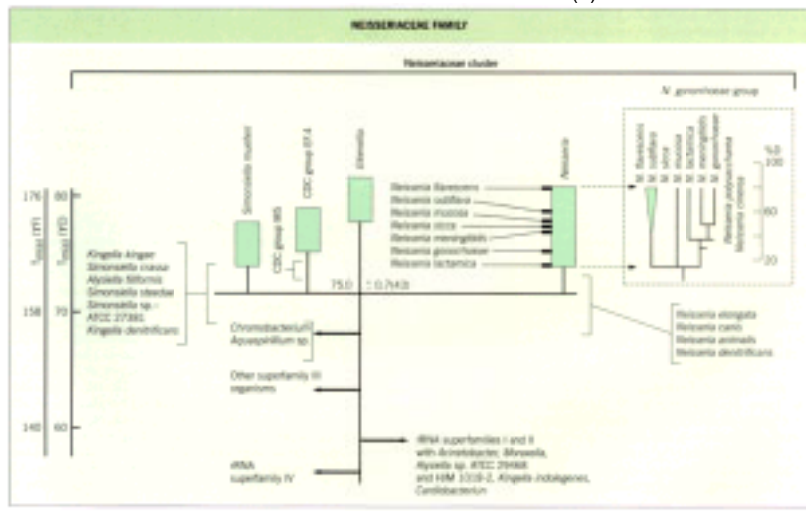 NEISSERIACEAE FAMILY
Neisseriaceae cluster
N. gonorrhoeae group
Simonsiella muelleri
CDC group EF4
CDC group M5
Eikenella
Neisseria
N. flavescens
N. subflava
N. sicca
N. mucosa
N. lactamica
N. meningitidis
N. gonorrhoeae
Neisseria polysaccharea
Neisseria cinerea
%D
100
60
20
176
158
140
80
70
60
Neisseria flavescens
Neisseria subflava
Neisseria mucosa
Neisseria sicca
Neisseria meningitidis
Neisseria gonorrhoeae
Neisseria lactamica
Kingella kingae
Simonsiella crassa
Alysiella filiformis
Simonsiella steedae
Simonsiella sp.-
ATCC 27381
Kingella denitrificans
75.0
0.7(43)
Chromobacterium
Aquaspirillum sp.
Other superfamily III
organisms
rRNA
superfamily IV
rRNA superfamilies I and II
with Acinetobacter, Moraxella,
Alysiella sp. ATCC 29468
and HIM 1018-2, Kingella indologenes,
Cardiobacterium
Neisseria elongata
Neisseria canis
Neisseria animalis
Neisseria denitrificans